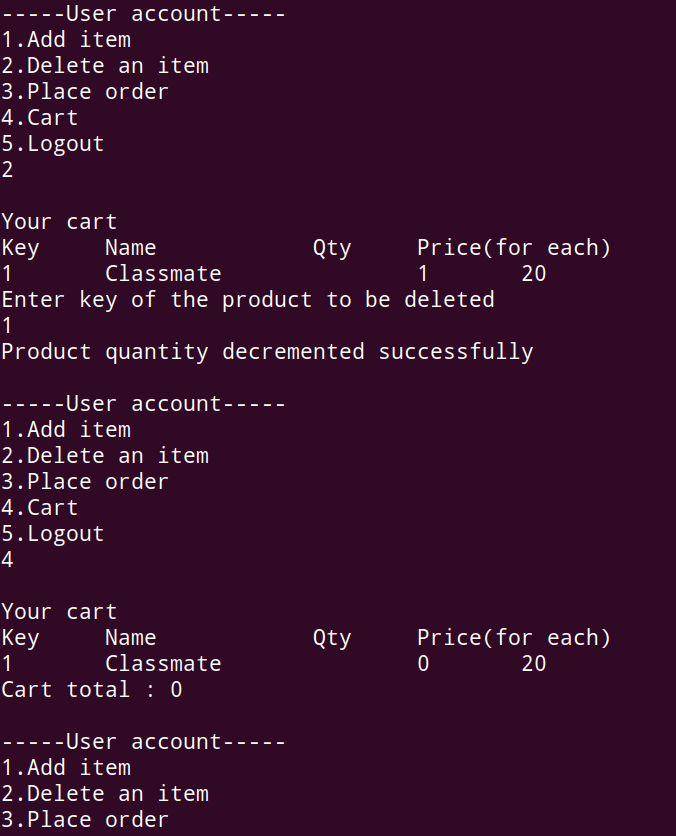 -----User account-----
1.Add item
2.Delete an item
3.Place order
4.Cart
5.Logout
2

Your cart
Key     Name            Qty     Price(for each)
1       Classmate               1       20
Enter key of the product to be deleted
1
Product quantity decremented successfully

-----User account-----
1.Add item
2.Delete an item
3.Place order
4.Cart
5.Logout
4

Your cart
Key     Name            Qty     Price(for each)
1       Classmate               0       20
Cart total : 0

-----User account-----
1.Add item
2.Delete an item
3.Place order